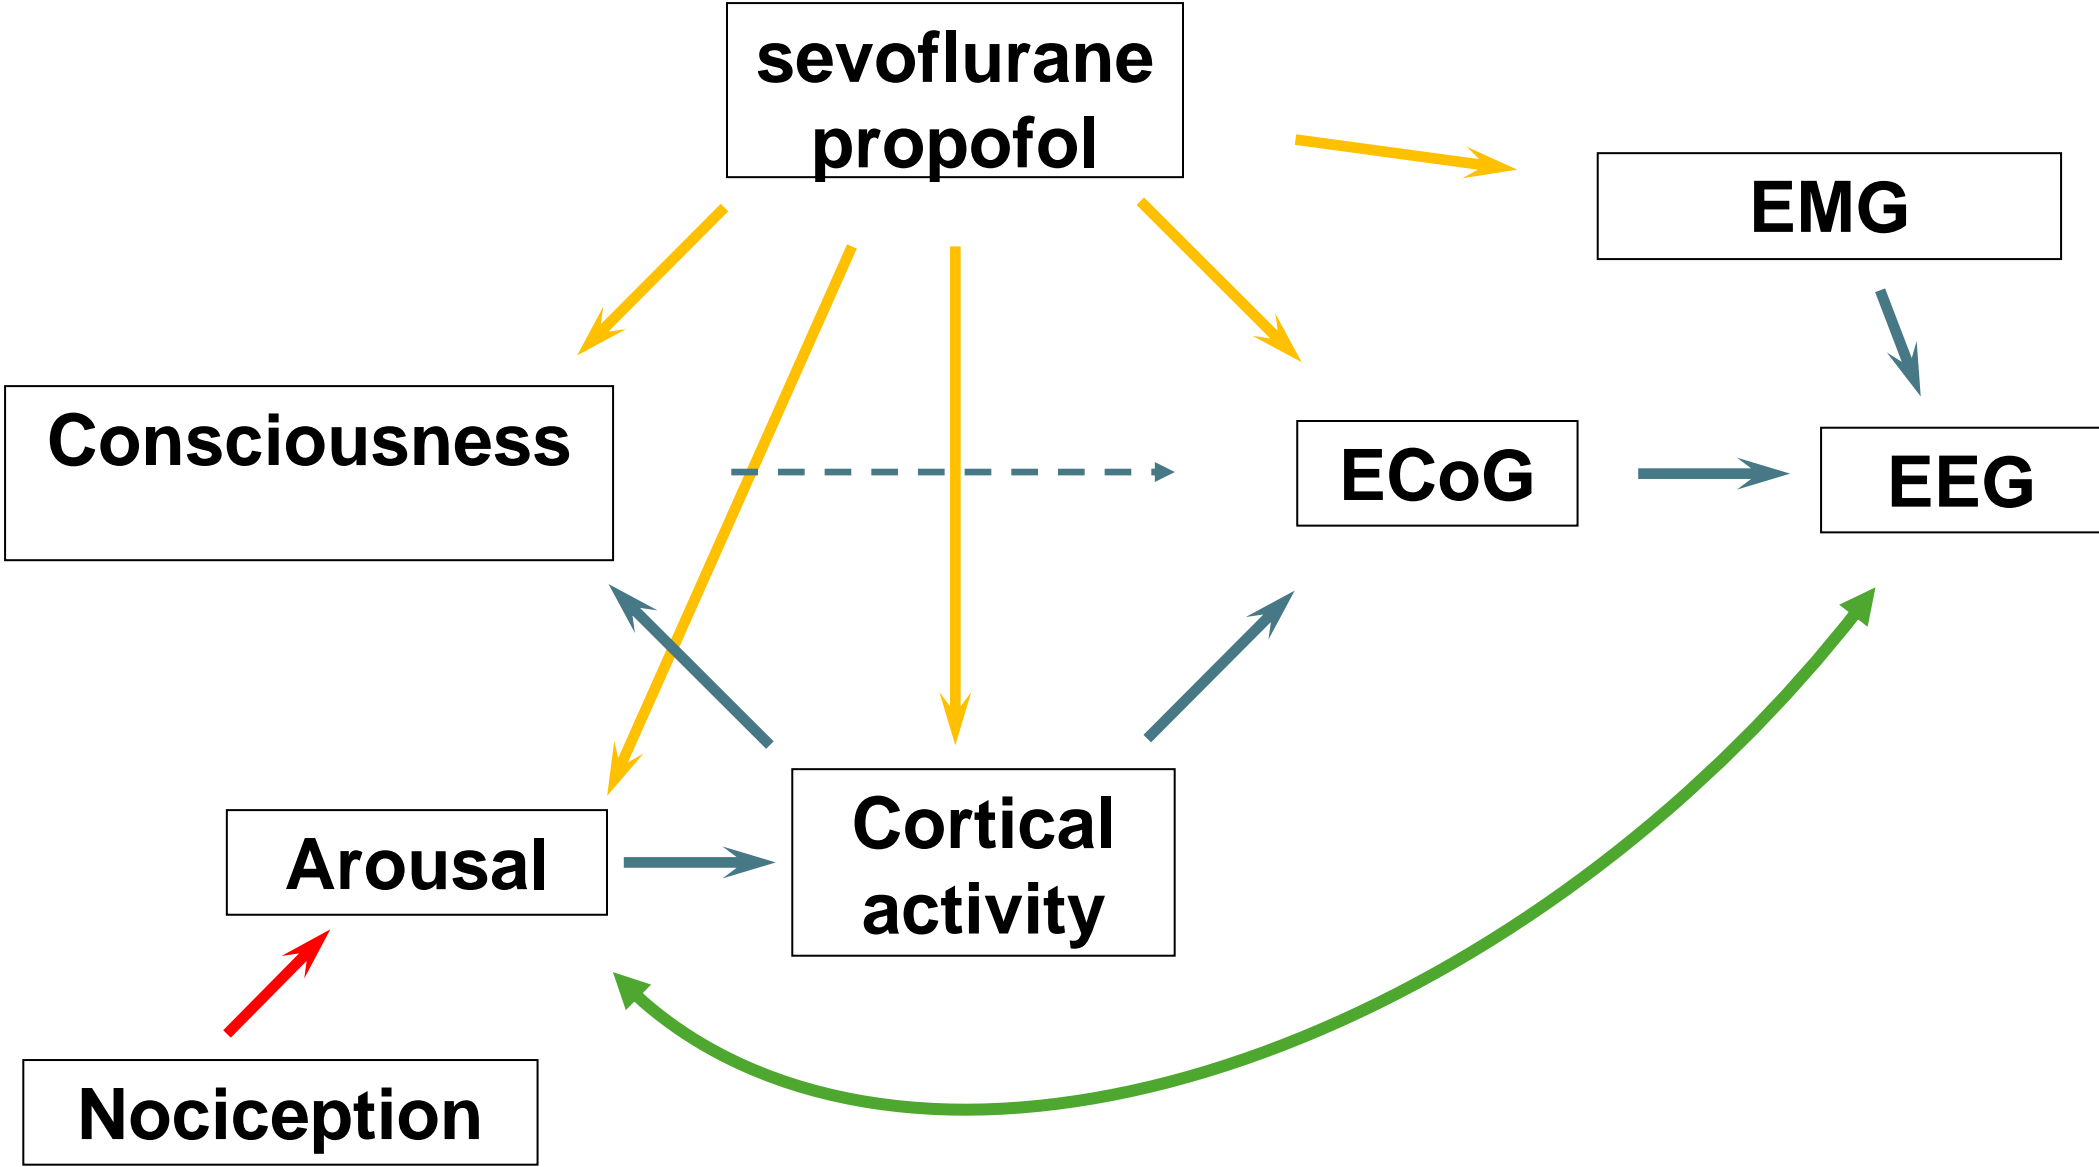 sevoflurane
propofol
EMG
Consciousness
ECoG
EEG
Cortical
activity
Arousal
Nociception